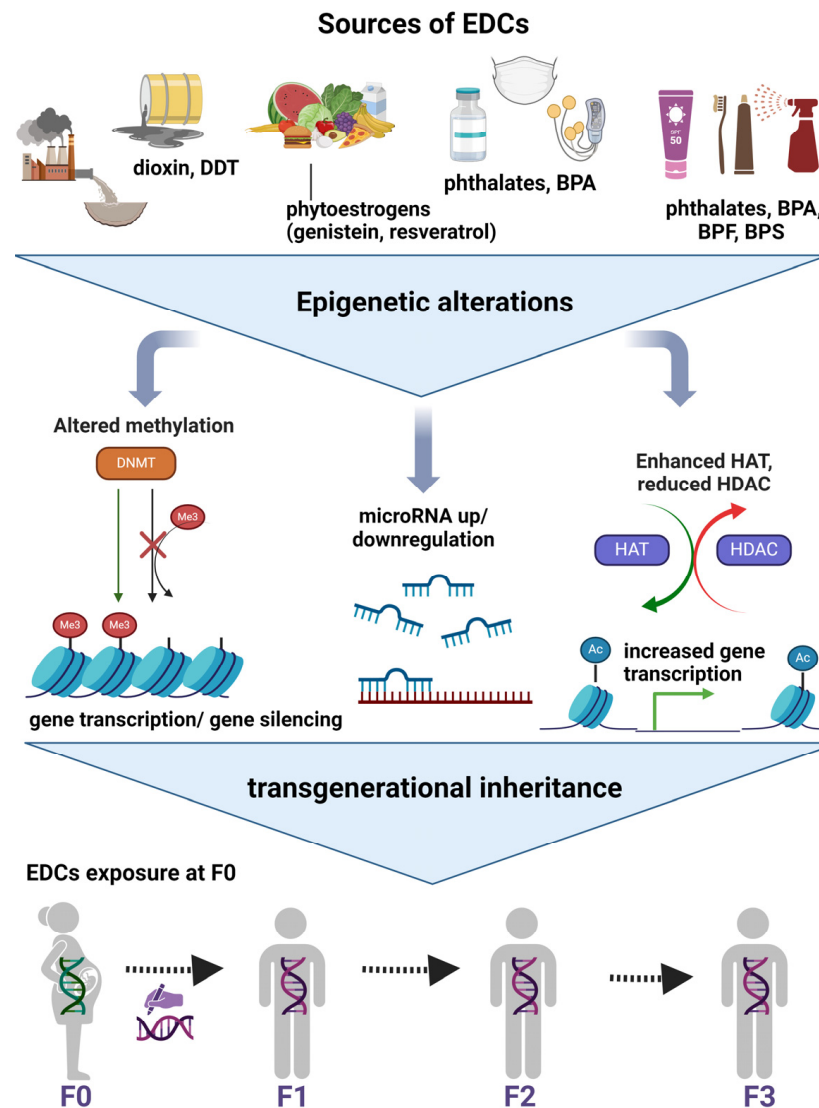 Sources of EDCs
dioxin, DDT
phytoestrogens
(genistein, resveratrol)
phthalates, BPA
50
phthalates, BPA,
BPF, BPS
Epigenetic alterations
Altered methylation
DNMT
Me3
Me3
Me3
gene transcription/ gene silencing
microRNA up/
downregulation
Enhanced HAT,
reduced HDAC
HAT
HDAC
Ac
increased gene
transcription
Ac
transgenerational inheritance
EDCs exposure at F0
F0
F1
F2
F3